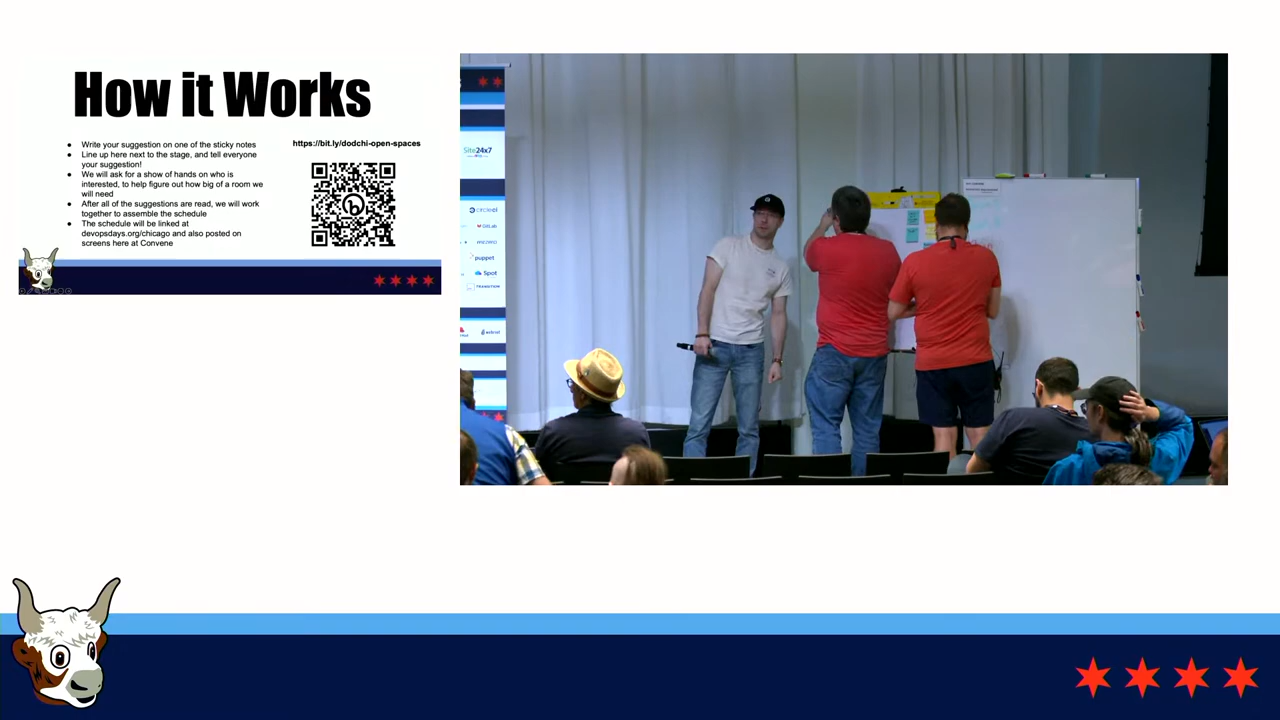 How it Works
● Write your suggestion on one of the sticky notes
● Line up here next to the stage, and tell everyone
your suggestion!
● We will ask for a show of hands on who is
interested, to help figure out how big of a room we
will need
● After all of the suggestions are read, we will work
together to assemble the schedule
● The schedule will be linked at
devopsdays.org/chicago and also posted on
screens here at Convene
https://bit.ly/dodchi-open-spaces
Site24x7
circleci
GitLab
puppet
Spot